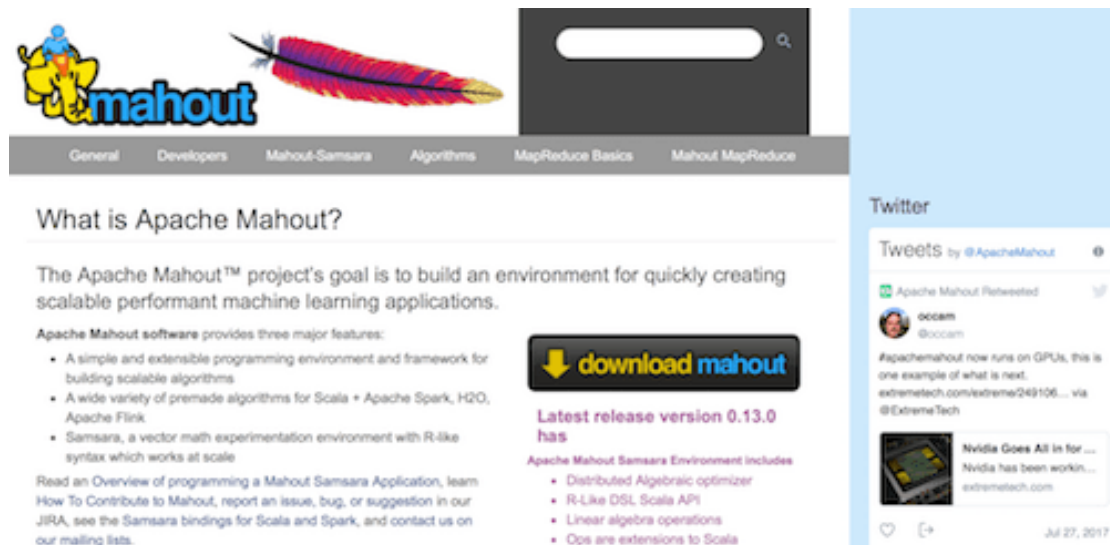 mahout
General Developers Mahout-Samsara Algorithms MapReduce Basics Mahout MapReduce
What is Apache Mahout?
The Apache Mahout™ project's goal is to build an environment for quickly creating
scalable performant machine learning applications.
Apache Mahout software provides three major features:
A simple and extensible programming environment and framework for
building scalable algorithms
A wide variety of premade algorithms for Scala + Apache Spark, H2O,
Apache Flink
Samsara, a vector math experimentation environment with R-like
syntax which works at scale
Read an Overview of programming a Mahout Samsara Application, learn
How To Contribute to Mahout, report an issue, bug, or suggestion in our
JIRA, see the Samsara bindings for Scala and Spark, and contact us on
our mailing lists.
download mahout
Latest release version 0.13.0
has
Apache Mahout Samsara Environment includes
Distributed Algebraic optimizer
R-Like DSL Scala API
Linear algebra operations
Ops are extensions to Scala
Twitter
Tweets by @ApacheMahout
Apache Mahout Retweeted
occam
@occam
#apachemahout now runs on GPUs, this is
one example of what is next.
extremetech.com/extreme/249106... via
@ExtremeTech
Nvidia Goes All in for ...
Nvidia has been workin...
extremetech.com
Jul 27, 2017